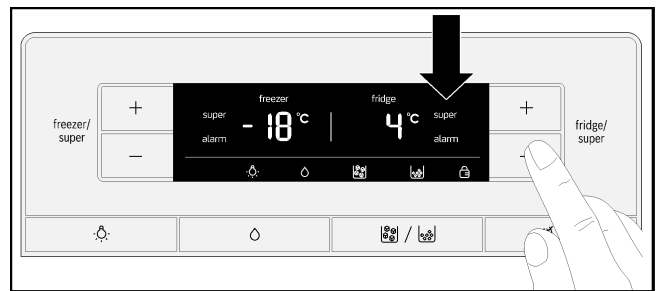 freezer/
super
+
−
freezer
super
alarm
-18 °C
fridge
4 °C
super
alarm
+
fridge/
super
/